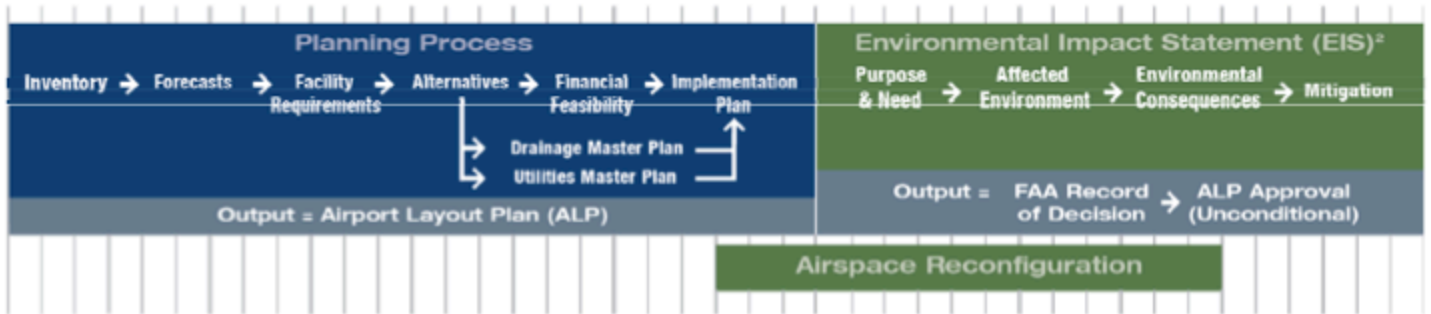 Planning Process
Inventory → Forecasts → Facility Requirements → Alternatives → Financial Feasibility → Implementation Plan
Drainage Master Plan
Utilities Master Plan
Output = Airport Layout Plan (ALP)
Environmental Impact Statement (EIS)²
Purpose & Need → Affected Environment → Environmental Consequences → Mitigation
Output = FAA Record of Decision → ALP Approval (Unconditional)
Airspace Reconfiguration